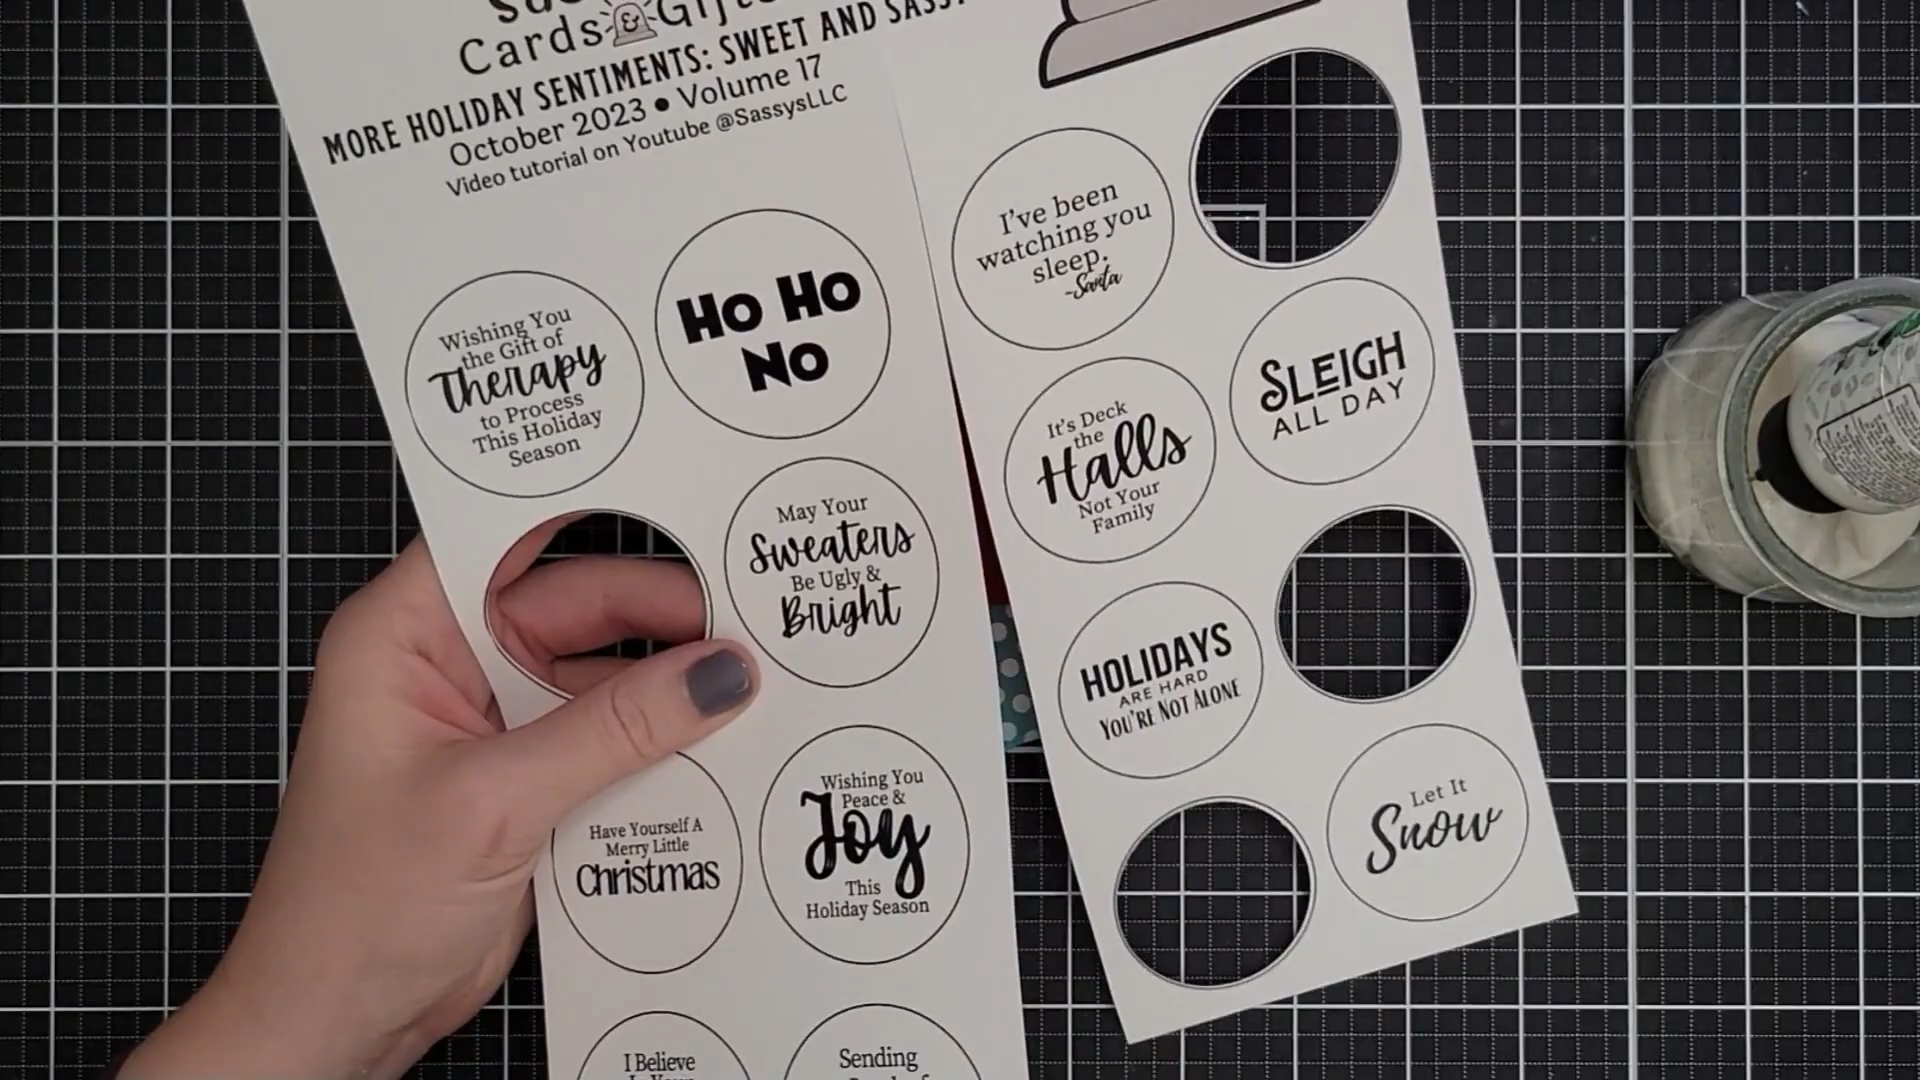 Cards & Gifts
MORE HOLIDAY SENTIMENTS: SWEET AND SASSY
October 2023 • Volume 17
Video tutorial on Youtube @SassysLLC
Wishing You
the Gift of
Therapy
to Process
This Holiday
Season
Ho Ho
No
May Your
Sweaters
Be Ugly &
Bright
Have Yourself A
Merry Little
Christmas
Wishing You
Peace &
Joy
This
Holiday Season
I Believe
Sending
I've been
watching you
sleep.
-Santa
It's Deck
the
Halls
Not Your
Family
SLEIGH
ALL DAY
HOLIDAYS
ARE HARD
YOU'RE NOT ALONE
Let It
Snow